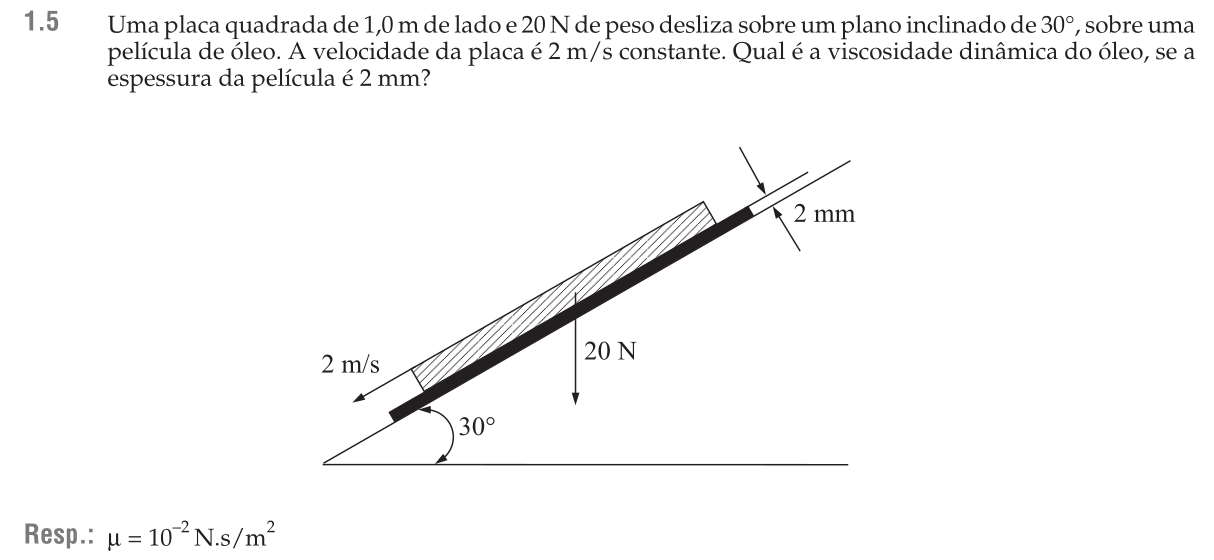 1.5 Uma placa quadrada de 1,0 m de lado e 20 N de peso desliza sobre um plano inclinado de 30°, sobre uma
película de óleo. A velocidade da placa é 2 m/s constante. Qual é a viscosidade dinâmica do óleo, se a
espessura da película é 2 mm?
2 mm
20 N
2 m/s
30°
Resp.: μ = 10⁻² N.s/m²